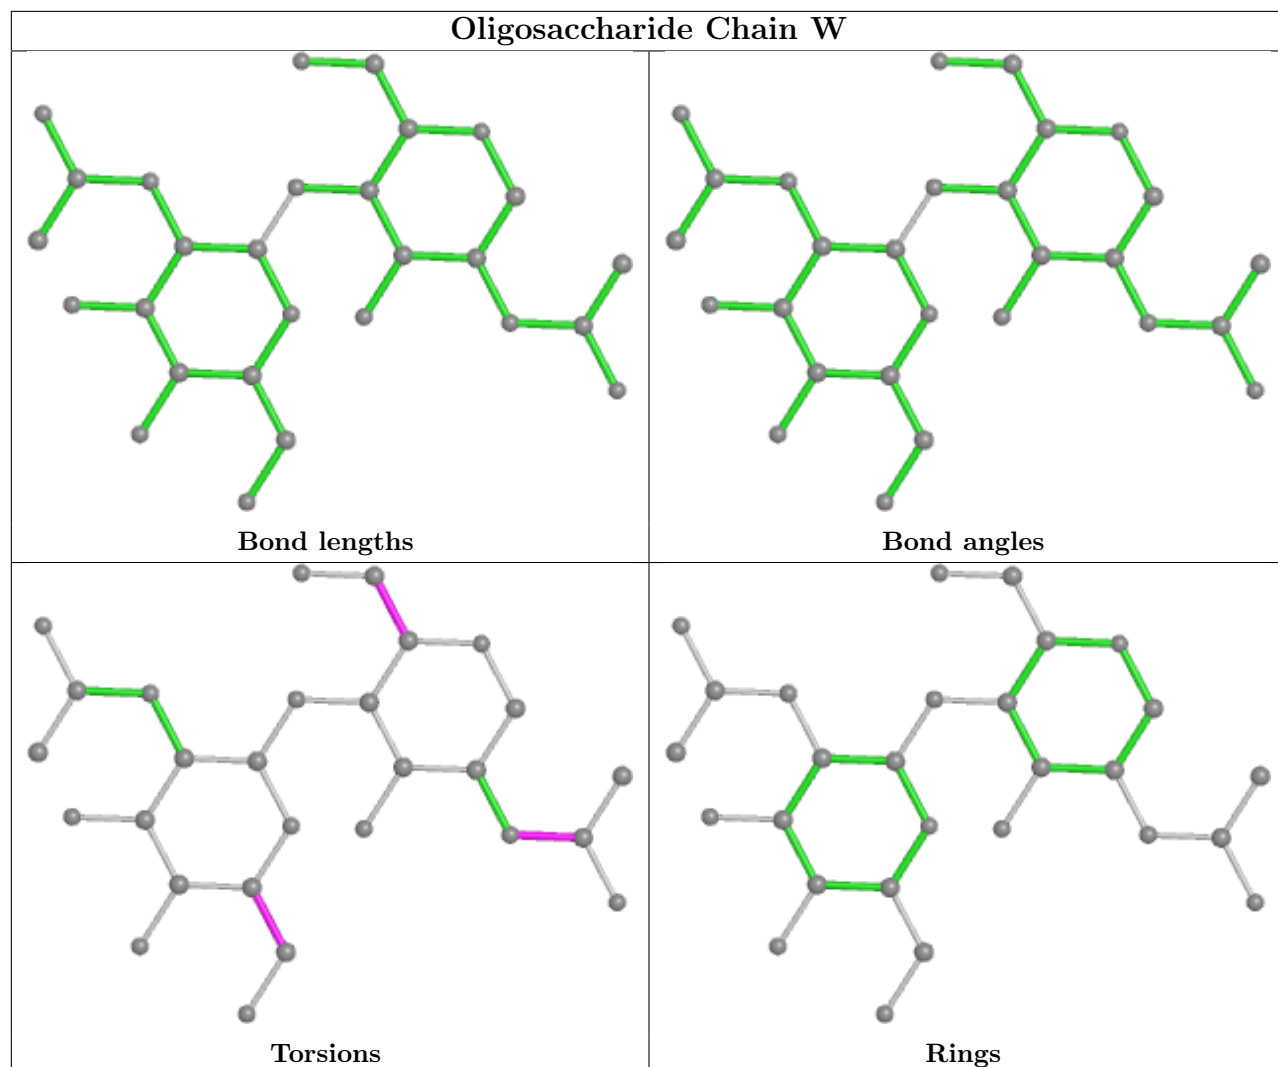 Oligosaccharide Chain W
Bond lengths
Bond angles
Torsions
Rings